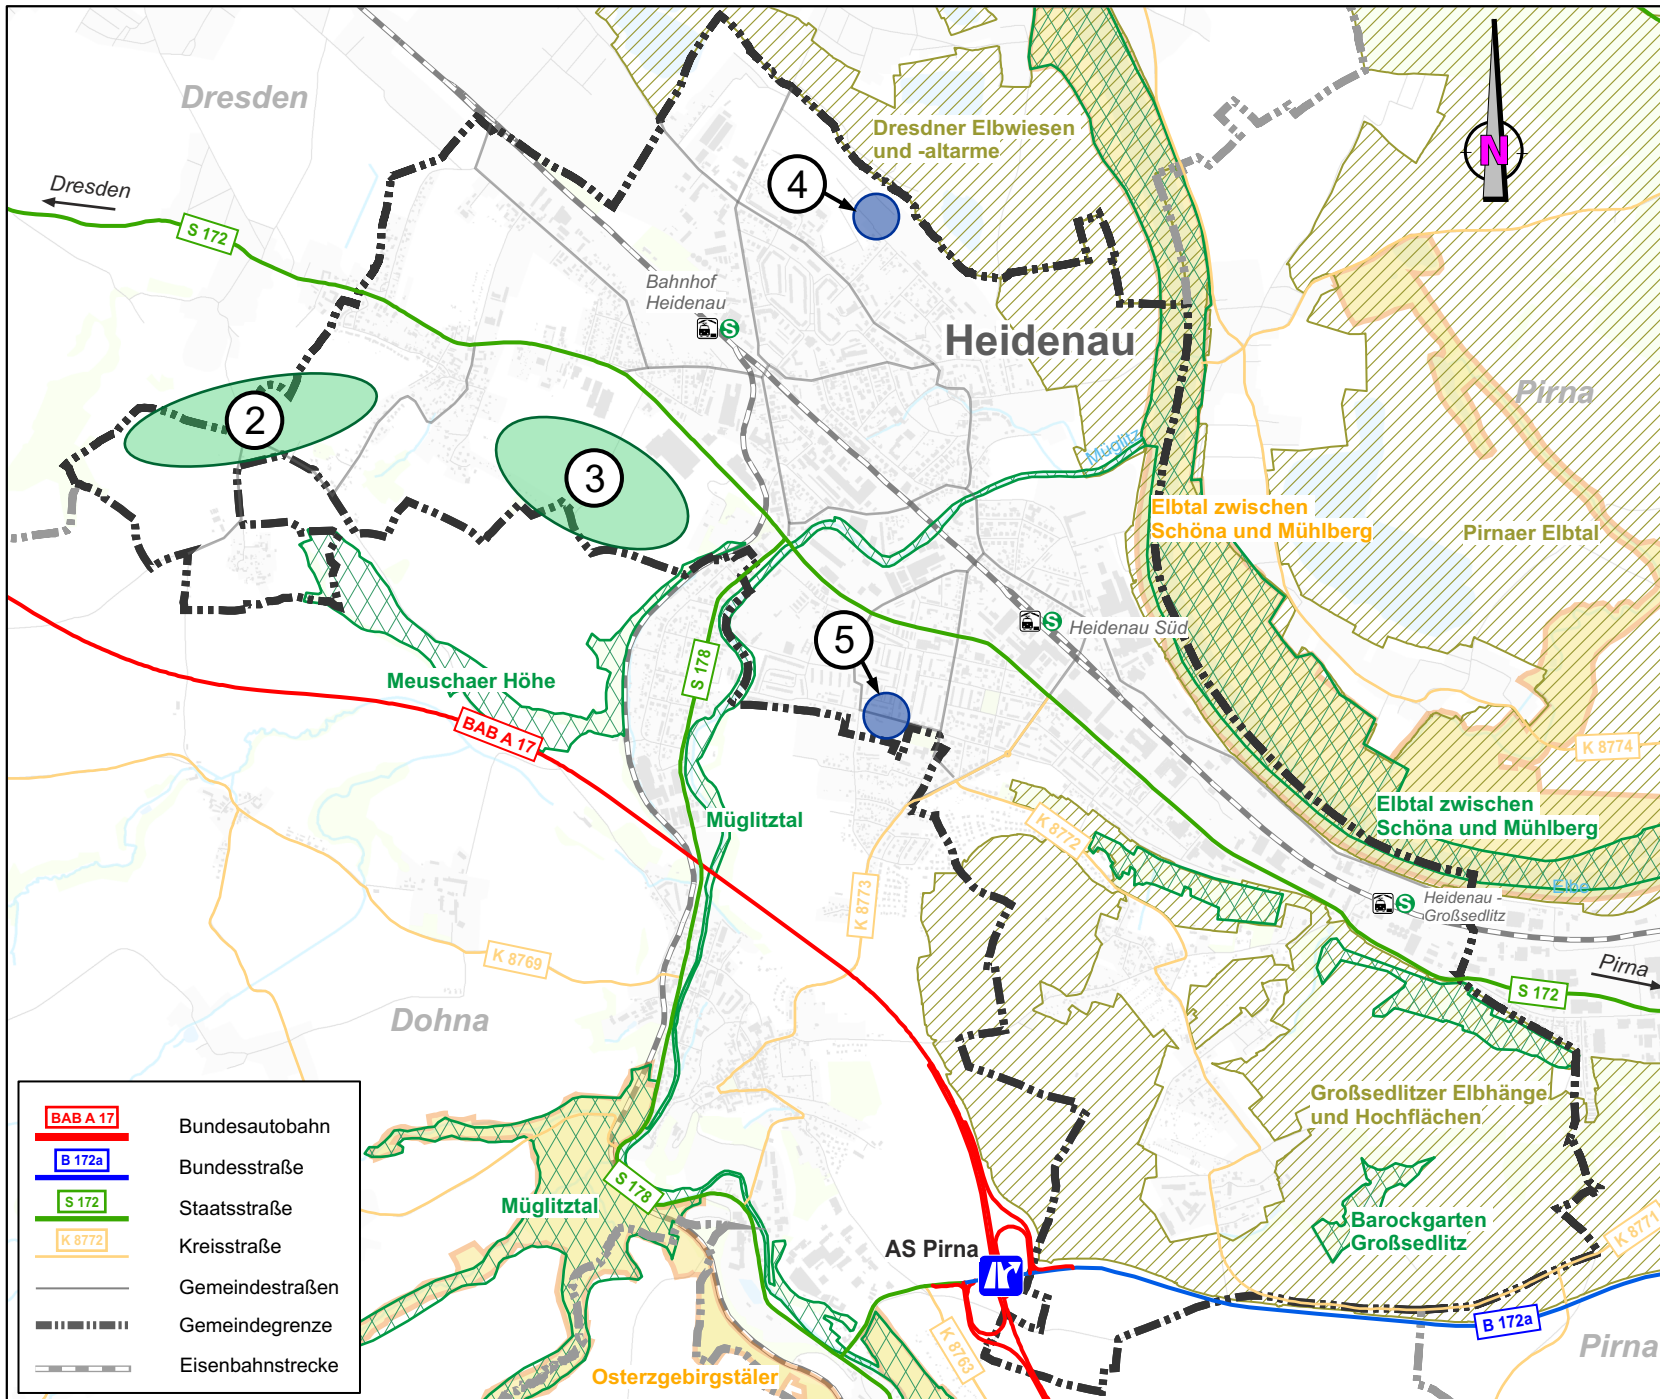 Dresden
Dresdner Elbwiesen
und -altarme
N
Dresden
4
S 172
Bahnhof
Heidenau
S
Heidenau
Pirna
2
3
Müglitz
Elbtal zwischen
Schöna und Mühlberg
Pirnaer Elbtal
S
Heidenau Süd
5
S 178
Meuschaer Höhe
BAB A 17
K 8774
Müglitztal
Elbtal zwischen
Schöna und Mühlberg
K 8772
Elbe
K 8773
S
Heidenau -
Großsedlitz
K 8769
Pirna
S 172
Dohna
Großsedlitzer Elbhänge
und Hochflächen
S 178
Müglitztal
Barockgarten
Großsedlitz
K 8771
AS Pirna
B 172a
K 8763
Pirna
Osterzgebirgstäler
BAB A 17
Bundesautobahn
B 172a
Bundesstraße
S 172
Staatsstraße
K 8772
Kreisstraße
Gemeindestraßen
Gemeindegrenze
Eisenbahnstrecke